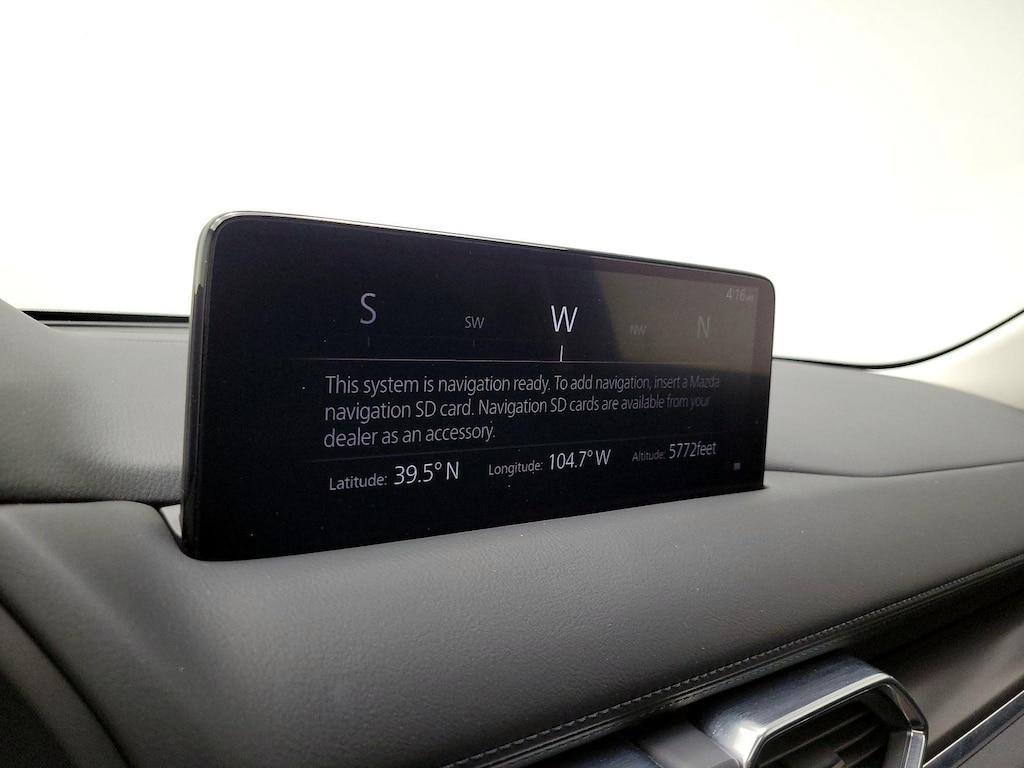 4:16
S SW W NW N
This system is navigation ready. To add navigation, insert a Mazda
navigation SD card. Navigation SD cards are available from your
dealer as an accessory.
Latitude: 39.5° N Longitude: 104.7° W Altitude: 5772feet